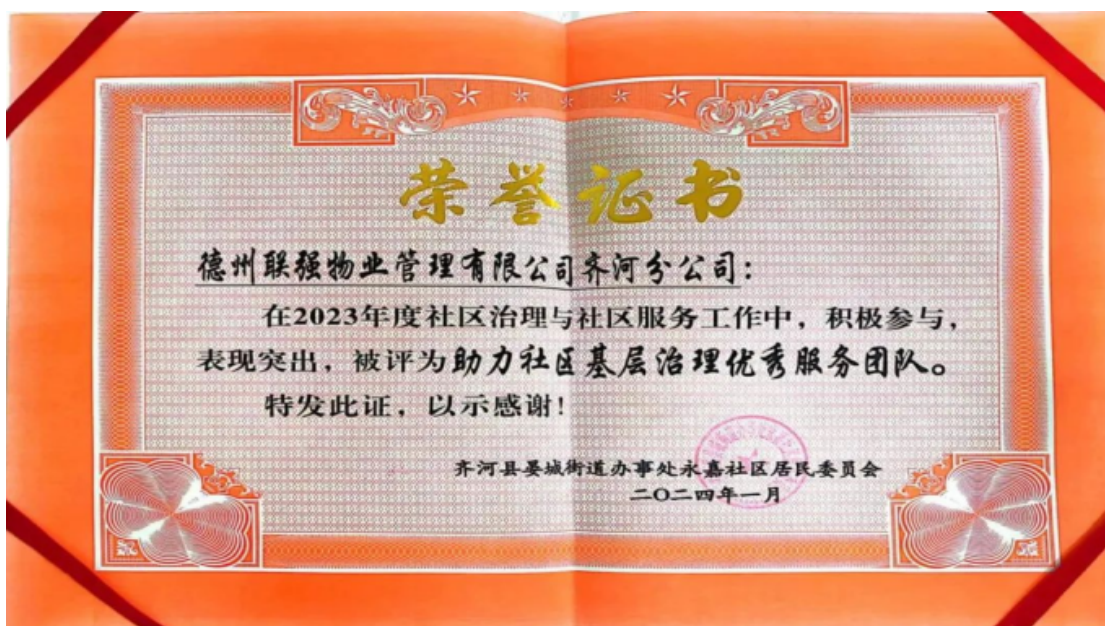 荣誉证书
德州联强物业管理有限公司齐河分公司：
在2023年度社区治理与社区服务工作中，积极参与，
表现突出，被评为助力社区基层治理优秀服务团队。
特发此证，以示感谢！
齐河县晏城街道办事处永嘉社区居民委员会
二〇二四年一月